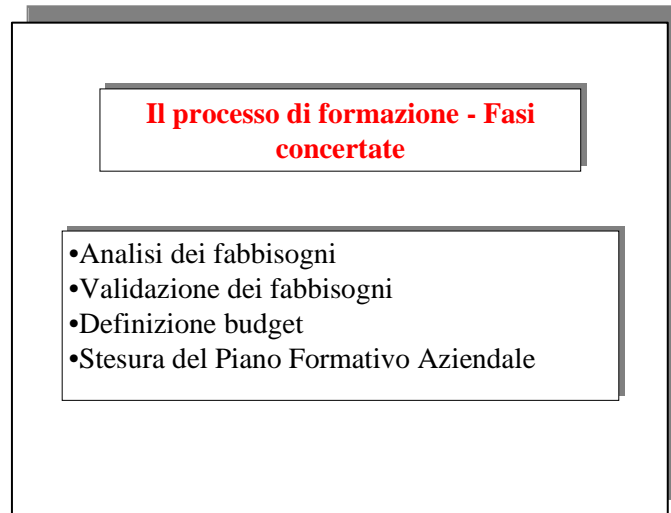 Il processo di formazione - Fasi
concertate
•Analisi dei fabbisogni
•Validazione dei fabbisogni
•Definizione budget
•Stesura del Piano Formativo Aziendale